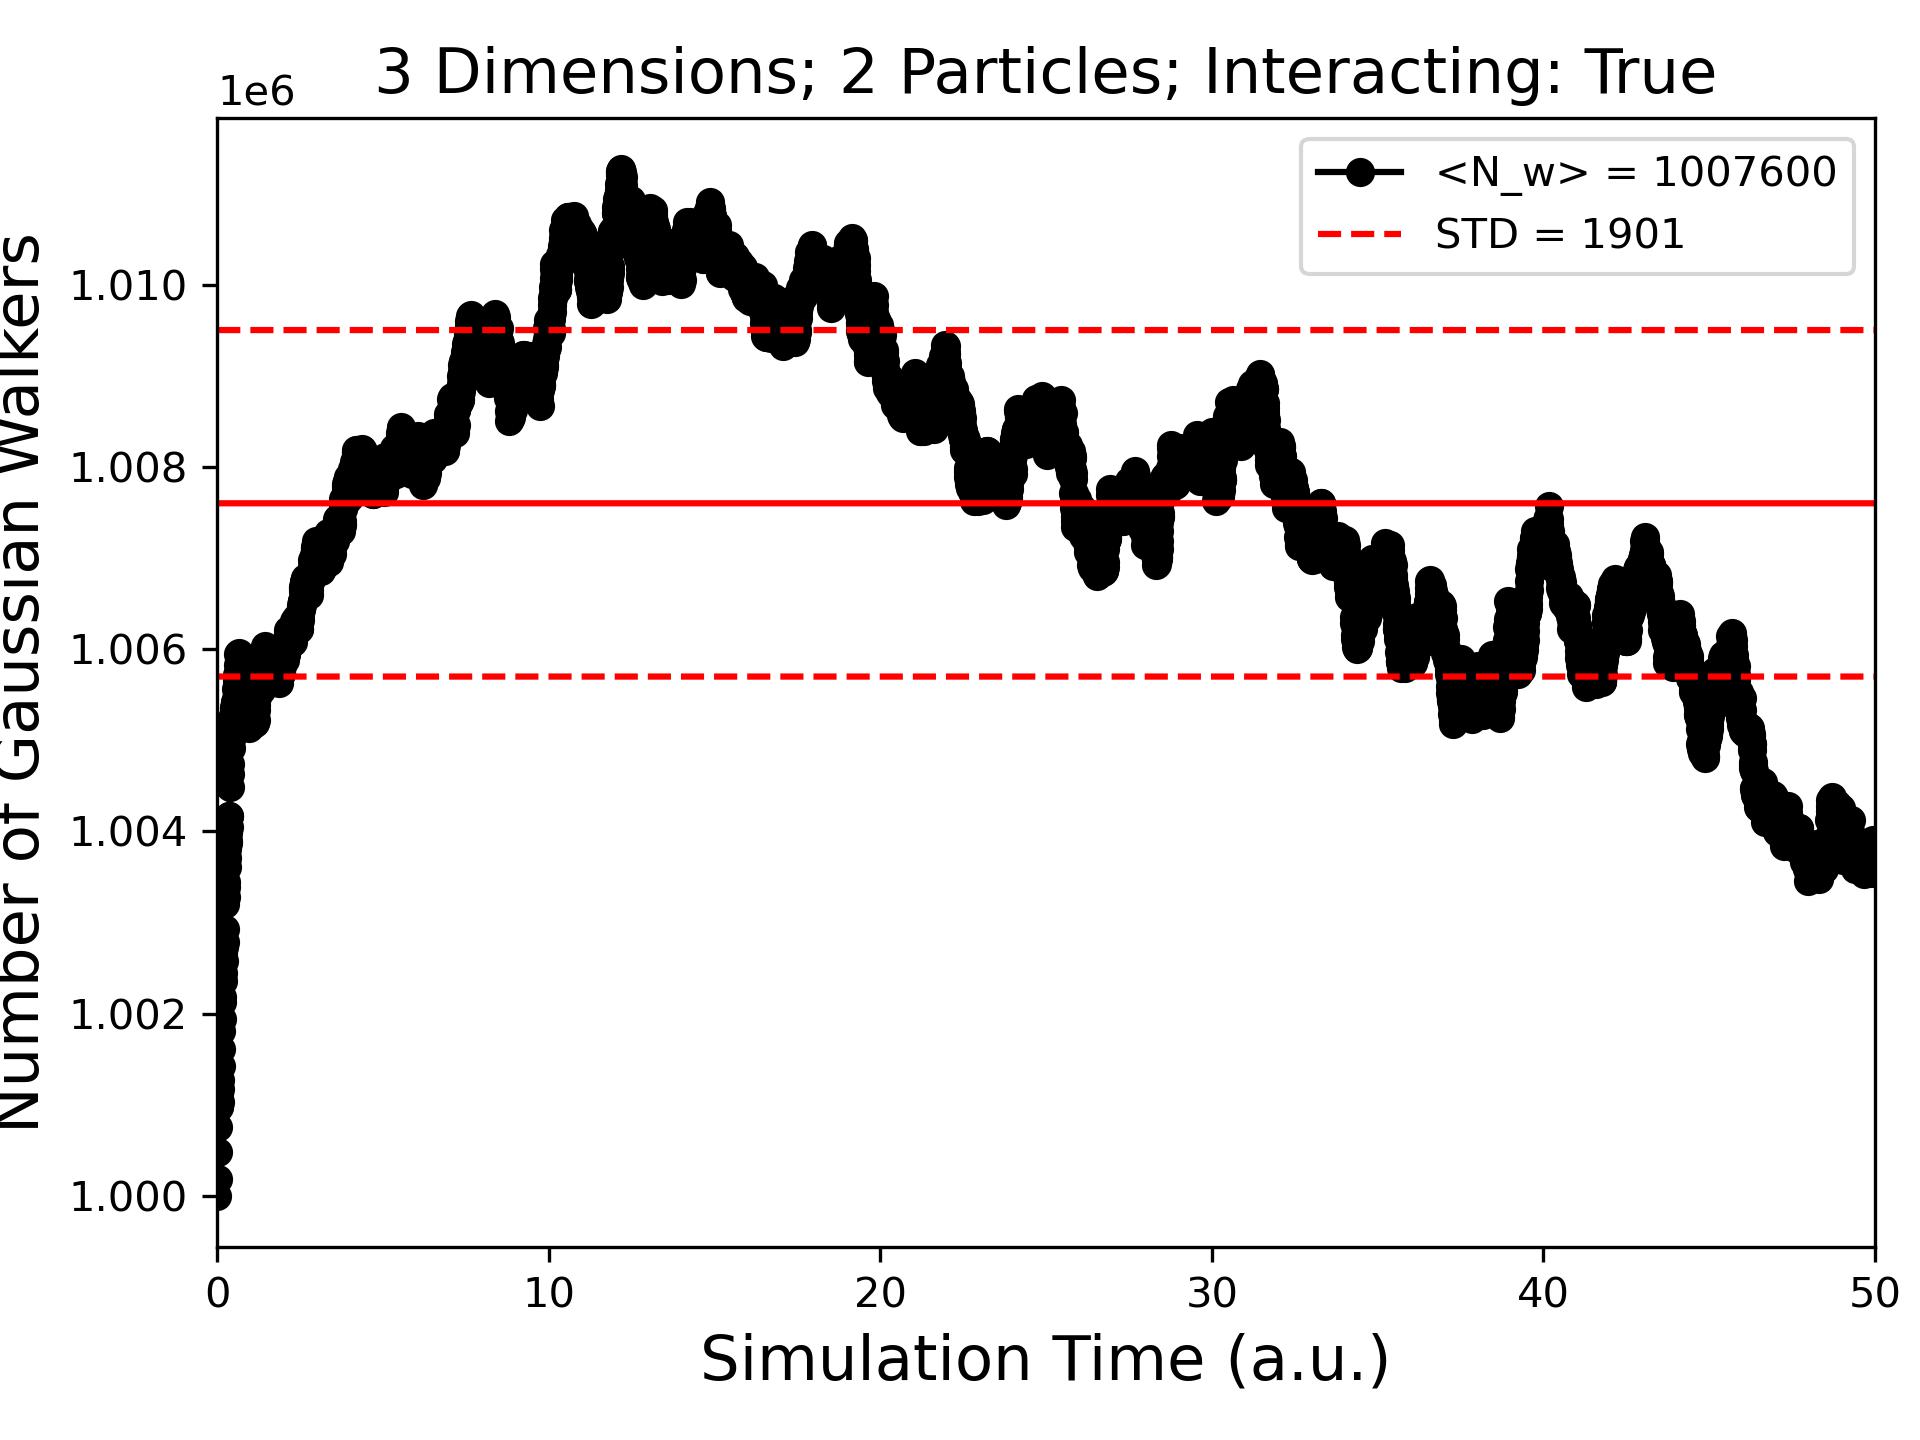 3 Dimensions; 2 Particles; Interacting: True
1e6
<N_w> = 1007600
STD = 1901
Number of Gaussian Walkers
1.010
1.008
1.006
1.004
1.002
1.000
0 10 20 30 40 50
Simulation Time (a.u.)